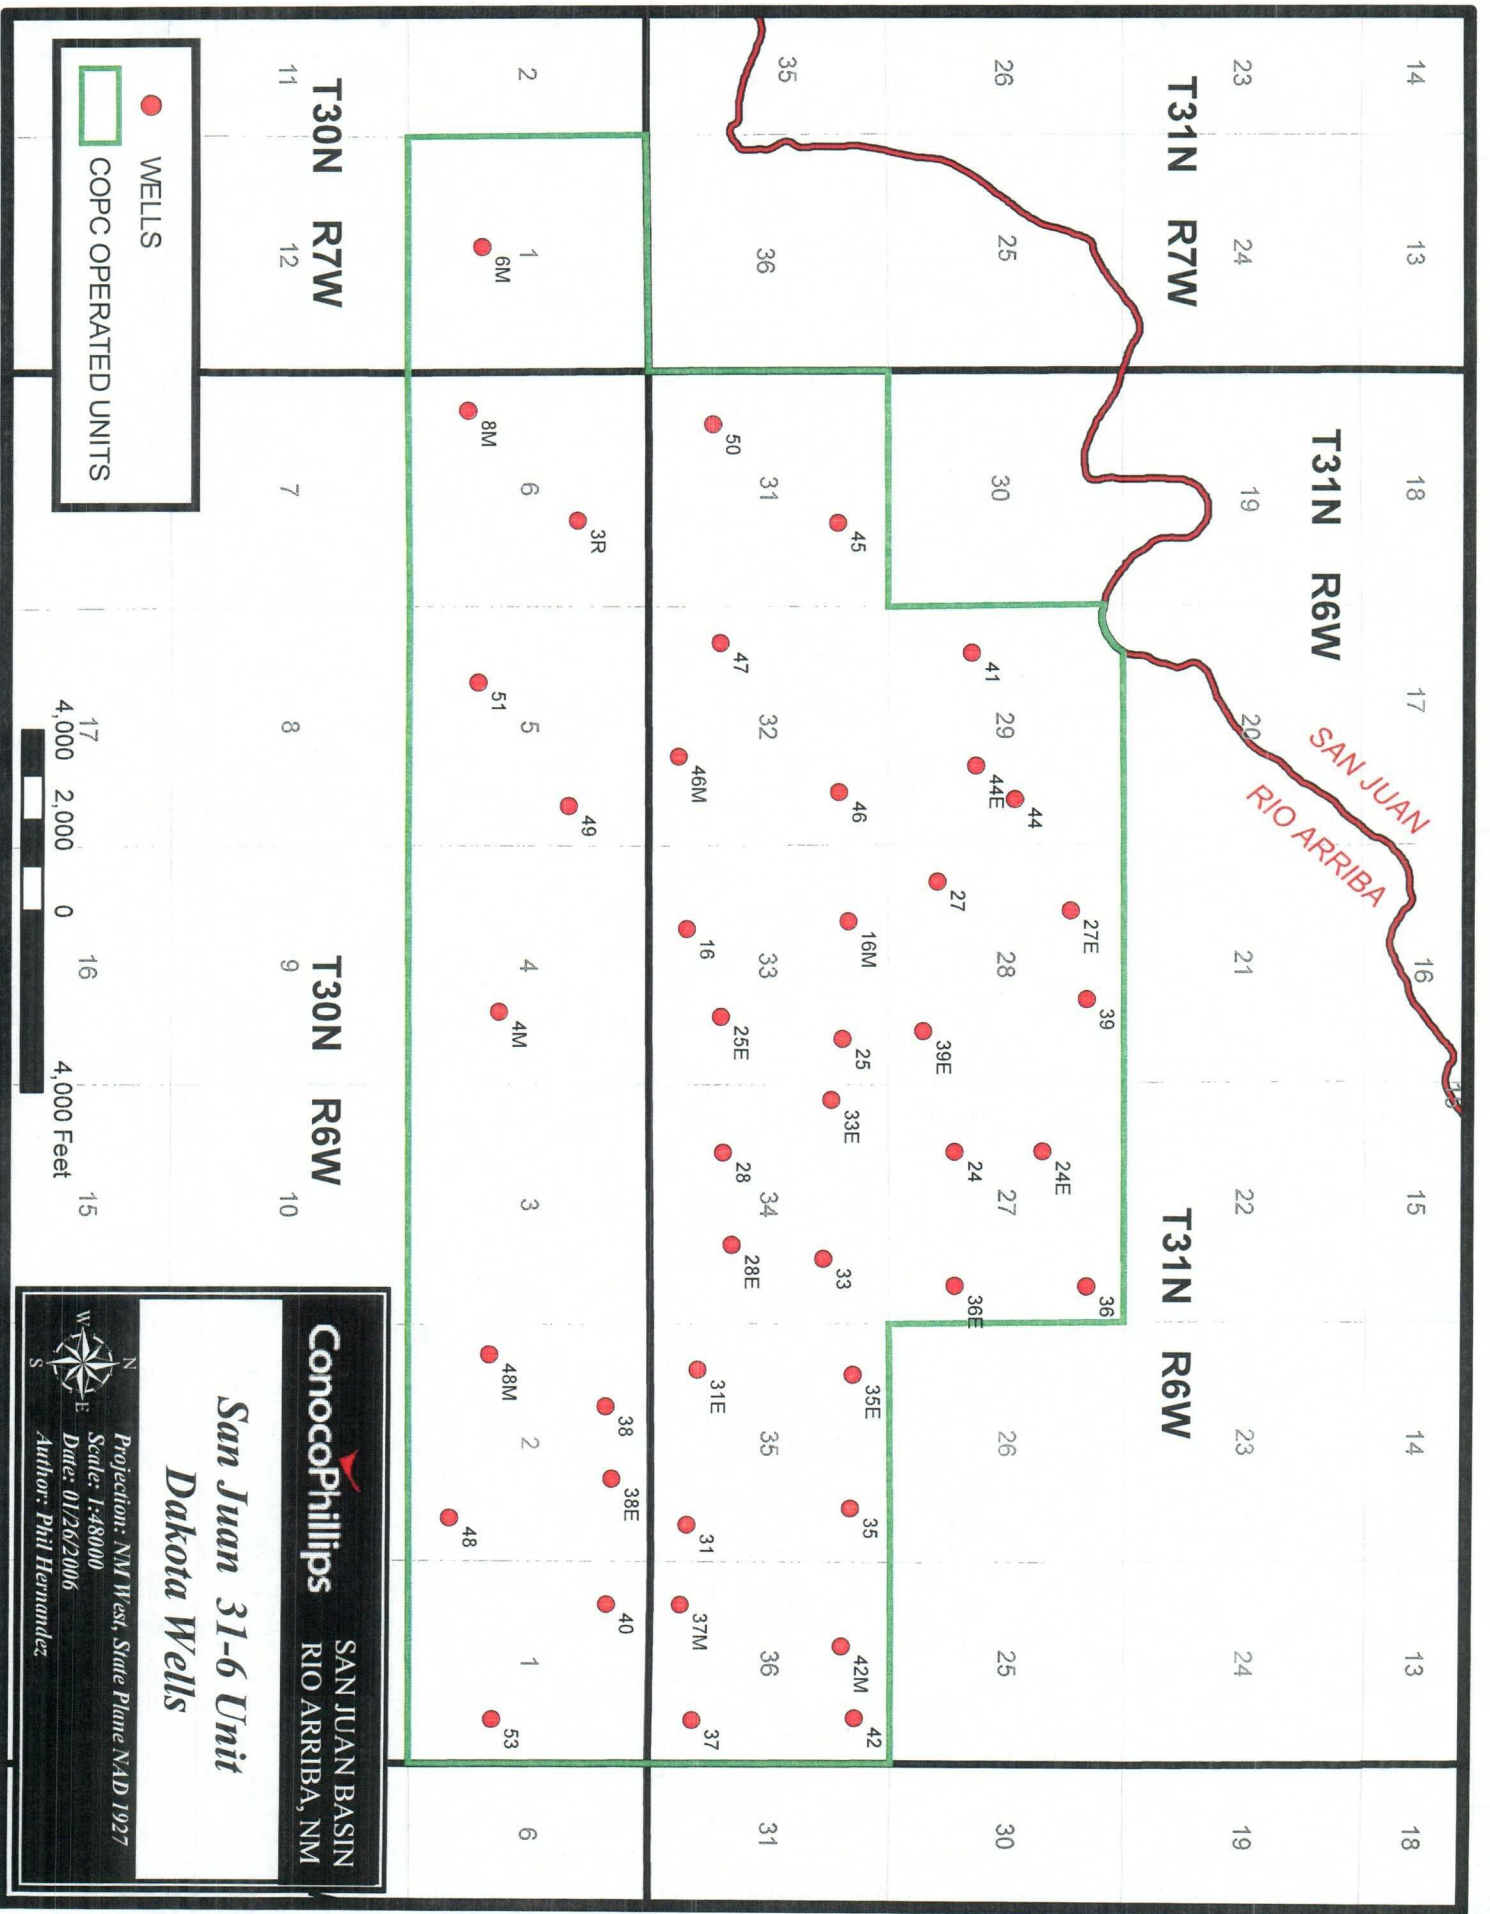 14 13 18 17 16 15 14 13 18
T31N R6W
SAN JUAN
RIO ARRIBA
23 24 19 20 21 22 23 24 19
T31N R7W
T31N R6W
39 36
27E
24E
44
26 25 30 29 28 27 26 25 30
41 44E
24 36E
27 39E
35E 35 42
45 46 16M 25 33E 33 42M
35 36 31 32 33 34 35 36 31
50 47 25E 28 28E
46M 16 31E 31 37M 37
38 38E 40
3R 49
2 1 6 5 4 3 2 1 6
6M 8M 51 4M 48M 48 53
T30N R7W
T30N R6W
11 12 7 8 9 10
WELLS
COPC OPERATED UNITS
17 16 15
4,000 2,000 0 4,000 Feet
ConocoPhillips
SAN JUAN BASIN
RIO ARRIBA, NM
San Juan 31-6 Unit
Dakota Wells
N
W E
S
Projection: NM West, State Plane NAD 1927
Scale: 1:48000
Date: 01/26/2006
Author: Phil Hernandez